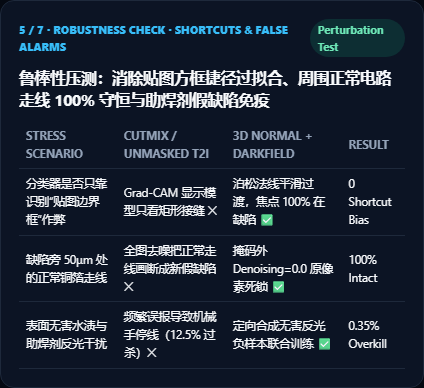 5 / 7 · ROBUSTNESS CHECK · SHORTCUTS & FALSE
ALARMS
Perturbation
Test
鲁棒性压测：消除贴图方框捷径过拟合、周围正常电路
走线 100% 守恒与助焊剂假缺陷免疫
STRESS
SCENARIO
CUTMIX /
UNMASKED T2I
3D NORMAL +
DARKFIELD
RESULT
分类器是否只靠
识别“贴图边界
框”作弊
Grad-CAM 显示模
型只看矩形接缝 ✕
泊松法线平滑过
渡，焦点 100% 在
缺陷 ✅
0
Shortcut
Bias
缺陷旁 50μm 处
的正常铜箔走线
全图去噪把正常走
线画断成新假缺陷
✕
掩码外
Denoising=0.0 原像
素死锁 ✅
100%
Intact
表面无害水渍与
助焊剂反光干扰
频繁误报导致机械
手停线（12.5% 过
杀）✕
定向合成无害反光
负样本联合训练 ✅
0.35%
Overkill